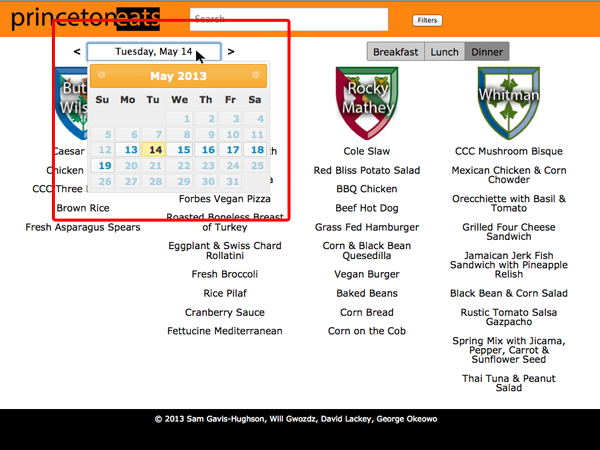 princetoneats
Search
Filters
< Tuesday, May 14 >
Breakfast Lunch Dinner
May 2013
Su Mo Tu We Th Fr Sa
1 2 3 4
5 6 7 8 9 10 11
12 13 14 15 16 17 18
19 20 21 22 23 24 25
26 27 28 29 30 31
Caesar
Chicken
CCC Three
Brown Rice
Fresh Asparagus Spears
Forbes Vegan Pizza
Roasted Boneless Breast
of Turkey
Eggplant & Swiss Chard
Rollatini
Fresh Broccoli
Rice Pilaf
Cranberry Sauce
Fettucine Mediterranean
Rocky
Mathey
Cole Slaw
Red Bliss Potato Salad
BBQ Chicken
Beef Hot Dog
Grass Fed Hamburger
Corn & Black Bean
Quesedilla
Vegan Burger
Baked Beans
Corn Bread
Corn on the Cob
Whitman
CCC Mushroom Bisque
Mexican Chicken & Corn
Chowder
Orecchiette with Basil &
Tomato
Grilled Four Cheese
Sandwich
Jamaican Jerk Fish
Sandwich with Pineapple
Relish
Black Bean & Corn Salad
Rustic Tomato Salsa
Gazpacho
Spring Mix with Jicama,
Pepper, Carrot &
Sunflower Seed
Thai Tuna & Peanut
Salad
© 2013 Sam Gavis-Hughson, Will Gwozdz, David Lackey, George Okeowo